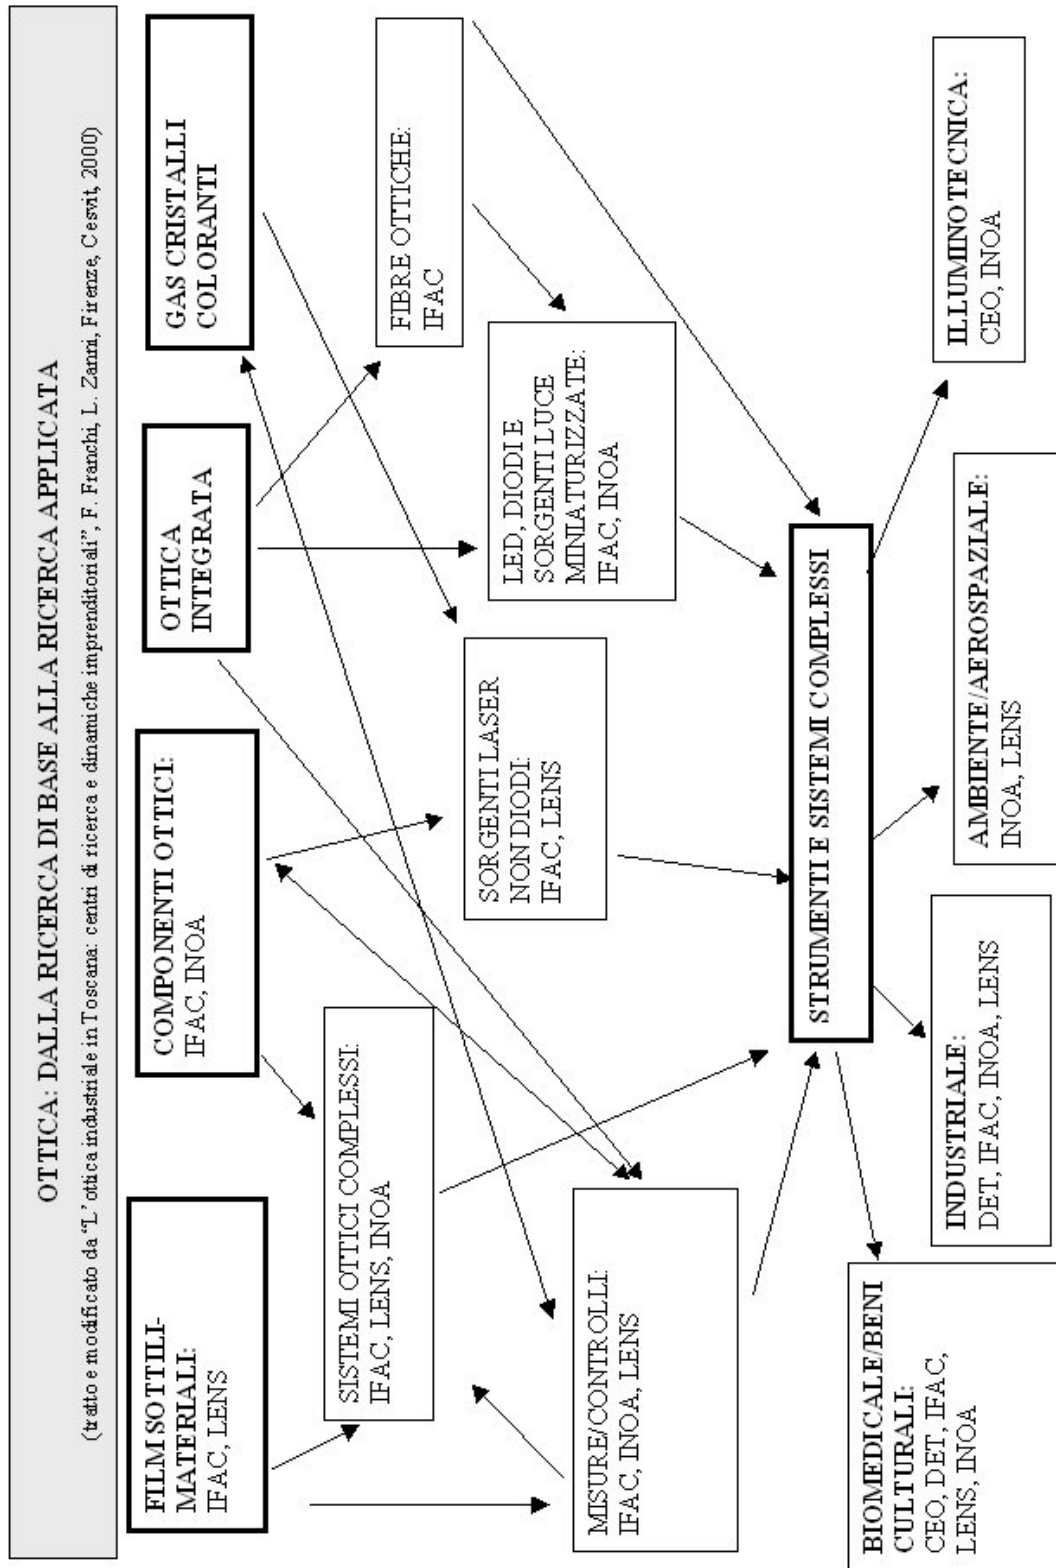 OTTICA: DALLA RICERCA DI BASE ALLA RICERCA APPLICATA
(tratto e modificato da “L’ ottica industriale in Toscana: centri di ricerca e dinamiche imprenditoriali”, F. Franchi, L. Zanni, Firenze, Cesvit, 2000)
FILM SOTTILI-
MATERIALI:
IFAC, LENS
COMPONENTI OTTICI:
IFAC, INOA
OTTICA
INTEGRATA
GAS CRISTALLI
COLORANTI
SISTEMI OTTICI COMPLESSI:
IFAC, LENS, INOA
FIBRE OTTICHE:
IFAC
SORGENTI LASER
NON DIODI:
IFAC, LENS
LED, DIODI E
SORGENTI LUCE
MINIATURIZZATE:
IFAC, INOA
MISURE/CONTROLLI:
IFAC, INOA, LENS
STRUMENTI E SISTEMI COMPLESSI
BIOMEDICALE/BENI
CULTURALI:
CEO, DET, IFAC,
LENS, INOA
INDUSTRIALE:
DET, IFAC, INOA, LENS
AMBIENTE/AEROSPAZIALE:
INOA, LENS
ILLUMINOTECNICA:
CEO, INOA